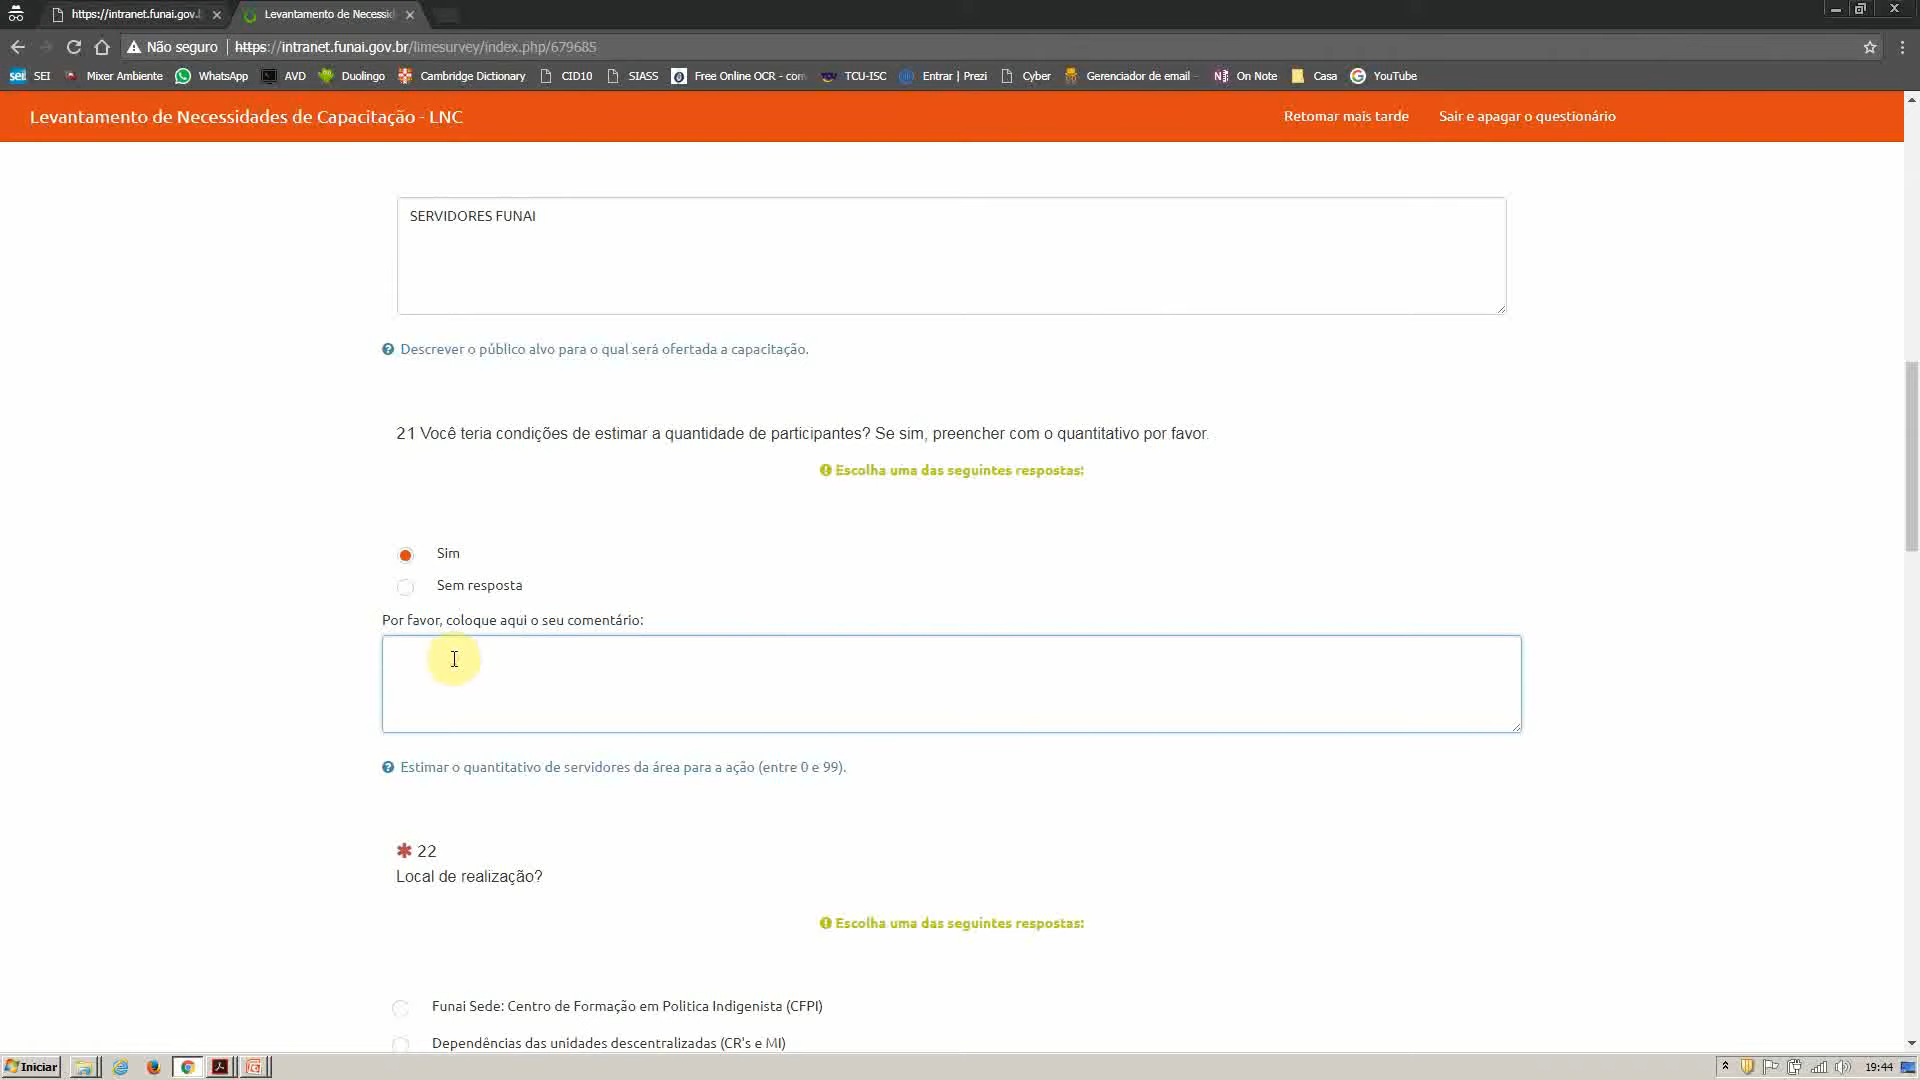 https://intranet.funai.gov.
Levantamento de Necessid
Não seguro
https://intranet.funai.gov.br/limesurvey/index.php/679685
SEI
Mixer Ambiente
WhatsApp
AVD
Duolingo
Cambridge Dictionary
CID10
SIASS
Free Online OCR - con
TCU-ISC
Entrar | Prezi
Cyber
Gerenciador de email
On Note
Casa
YouTube
Levantamento de Necessidades de Capacitação - LNC
Retomar mais tarde
Sair e apagar o questionário
SERVIDORES FUNAI
Descrever o público alvo para o qual será ofertada a capacitação.
21 Você teria condições de estimar a quantidade de participantes? Se sim, preencher com o quantitativo por favor.
Escolha uma das seguintes respostas:
Sim
Sem resposta
Por favor, coloque aqui o seu comentário:
Estimar o quantitativo de servidores da área para a ação (entre 0 e 99).
22
Local de realização?
Escolha uma das seguintes respostas:
Funai Sede: Centro de Formação em Politica Indigenista (CFPI)
Dependências das unidades descentralizadas (CR's e MI)
Iniciar
19:44